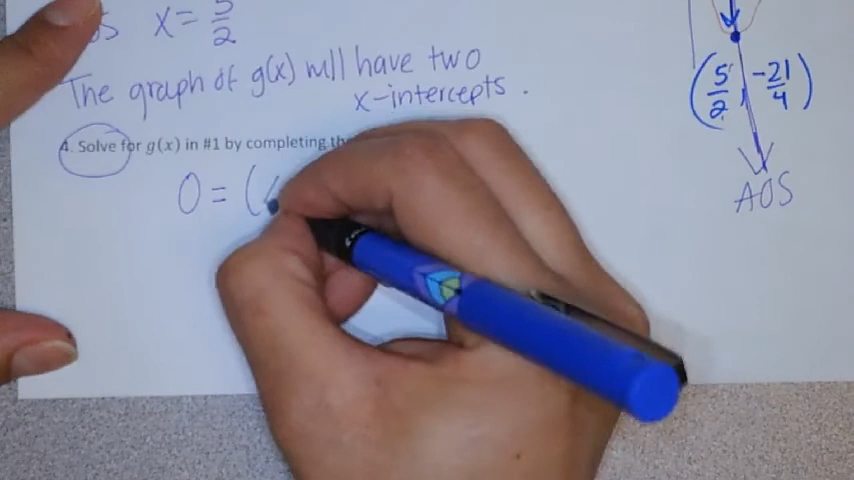 x = 5/2
The graph of g(x) will have two
x-intercepts.
4. Solve for g(x) in #1 by completing
0 = (
(5/2, -21/4)
AOS